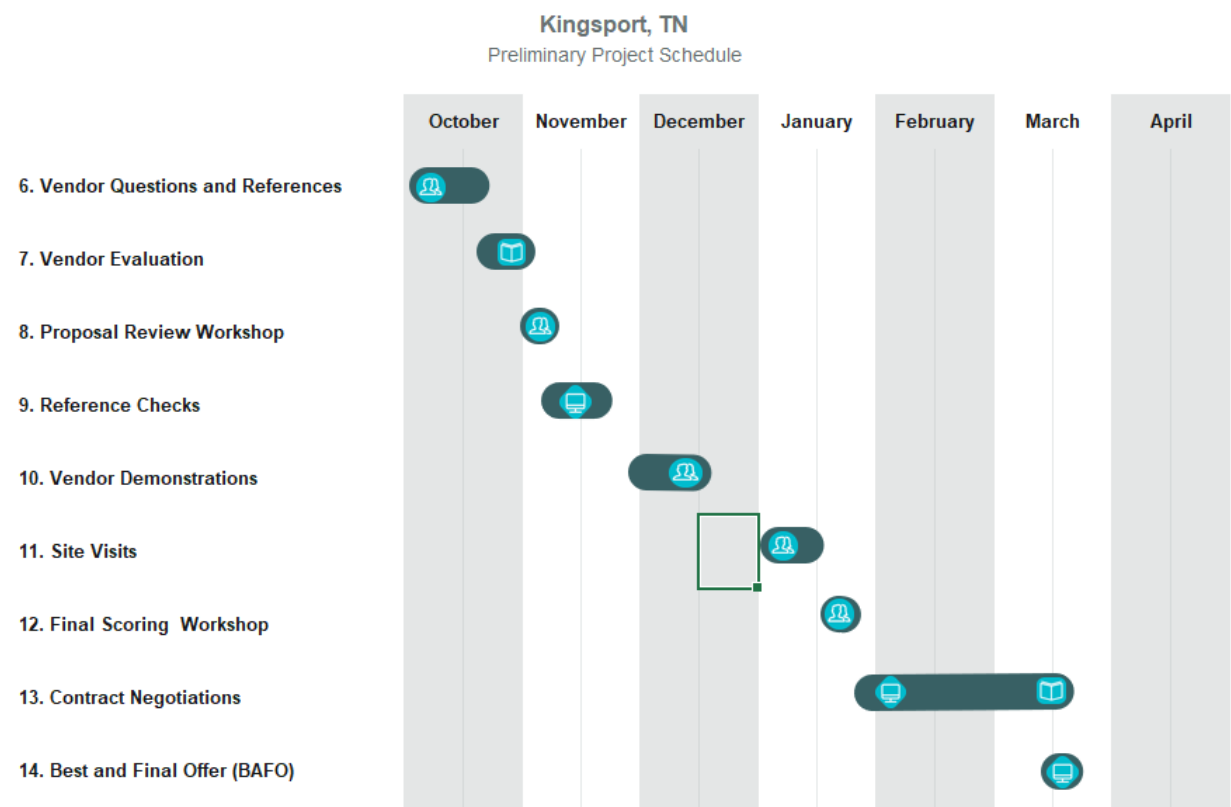 Kingsport, TN
Preliminary Project Schedule
October November December January February March April
6. Vendor Questions and References
7. Vendor Evaluation
8. Proposal Review Workshop
9. Reference Checks
10. Vendor Demonstrations
11. Site Visits
12. Final Scoring Workshop
13. Contract Negotiations
14. Best and Final Offer (BAFO)